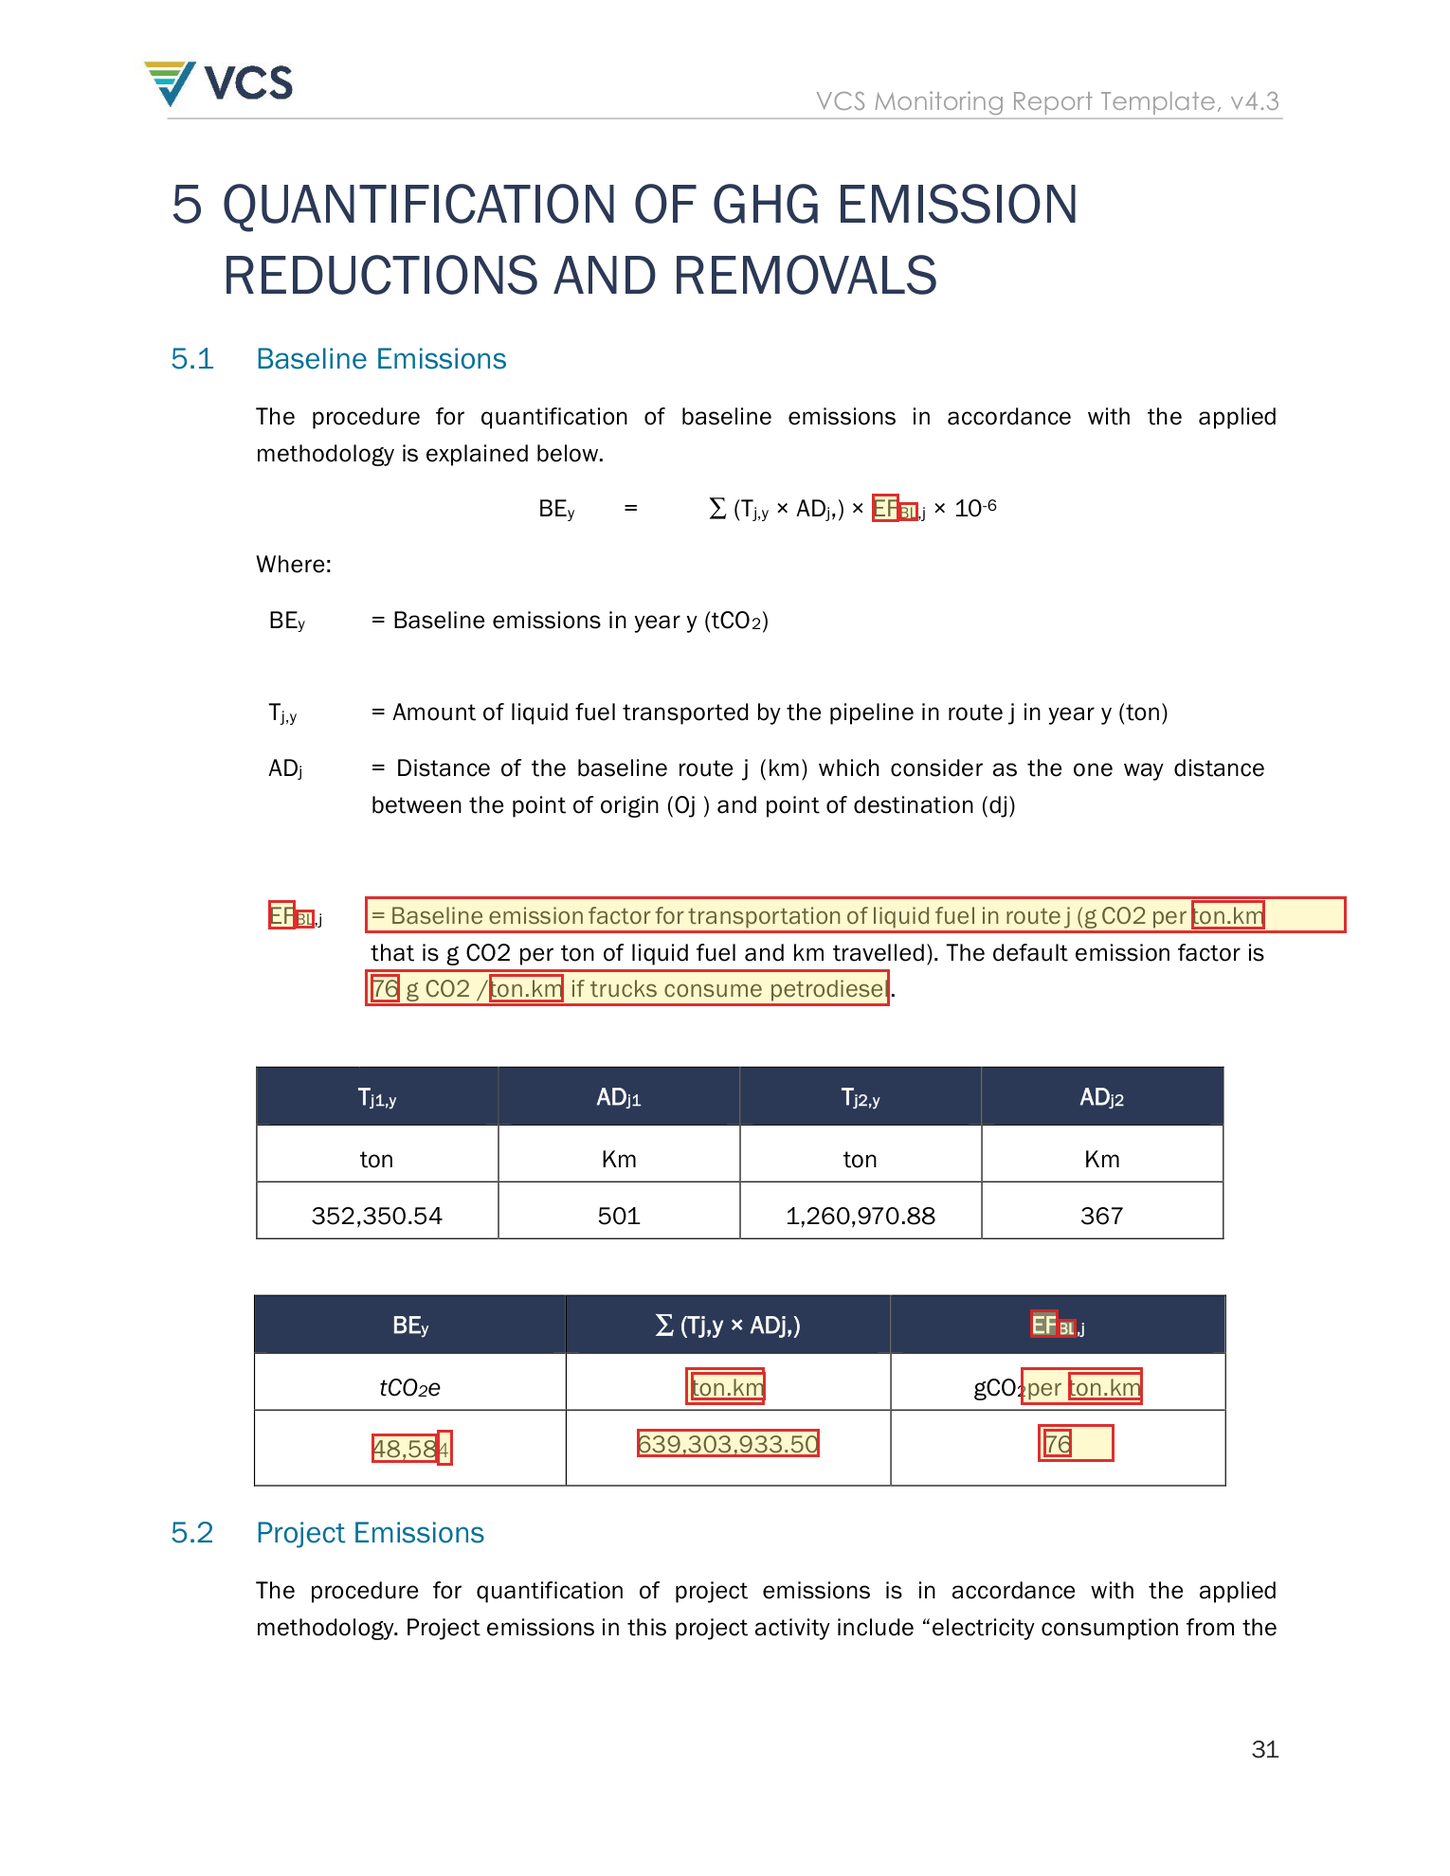 VCS
VCS Monitoring Report Template, v4.3
5 QUANTIFICATION OF GHG EMISSION
REDUCTIONS AND REMOVALS
5.1 Baseline Emissions
The procedure for quantification of baseline emissions in accordance with the applied
methodology is explained below.
BEy = ∑ (Tj,y × ADj,) × EFBL,j × 10-6
Where:
BEy = Baseline emissions in year y (tCO2)
Tj,y = Amount of liquid fuel transported by the pipeline in route j in year y (ton)
ADj = Distance of the baseline route j (km) which consider as the one way distance
between the point of origin (Oj ) and point of destination (dj)
EFBL,j = Baseline emission factor for transportation of liquid fuel in route j (g CO2 per ton.km
that is g CO2 per ton of liquid fuel and km travelled). The default emission factor is
76 g CO2 /ton.km if trucks consume petrodiesel.
Tj1,y ADj1 Tj2,y ADj2
ton Km ton Km
352,350.54 501 1,260,970.88 367
BEy ∑ (Tj,y × ADj,) EFBL,j
tCO2e ton.km gCO2per ton.km
48,584 639,303,933.50 76
5.2 Project Emissions
The procedure for quantification of project emissions is in accordance with the applied
methodology. Project emissions in this project activity include “electricity consumption from the
31